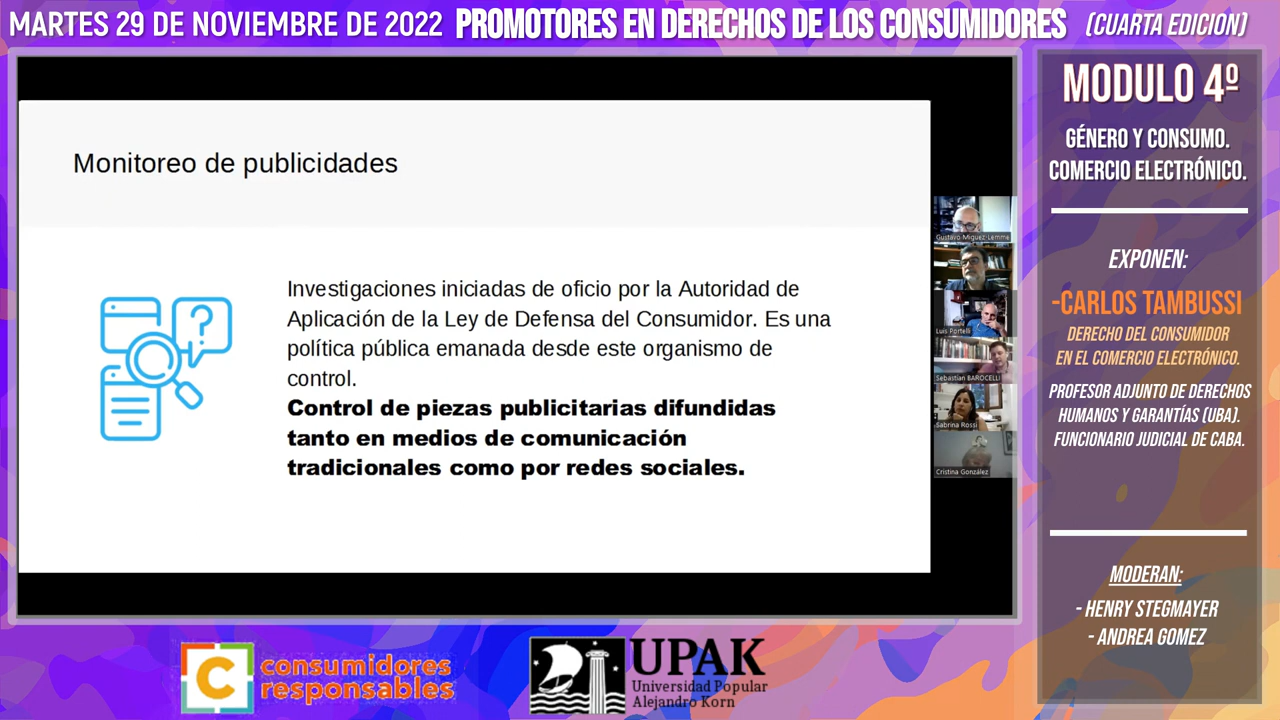 MARTES 29 DE NOVIEMBRE DE 2022 PROMOTORES EN DERECHOS DE LOS CONSUMIDORES (CUARTA EDICION)
Monitoreo de publicidades
Investigaciones iniciadas de oficio por la Autoridad de
Aplicación de la Ley de Defensa del Consumidor. Es una
política pública emanada desde este organismo de
control.
Control de piezas publicitarias difundidas
tanto en medios de comunicación
tradicionales como por redes sociales.
Gustavo Miguez Lemma
Luis Portelli
Sebastian BAROCELLI
Sabrina Rossi
Cristina González
MODULO 4º
GÉNERO Y CONSUMO.
COMERCIO ELECTRÓNICO.
EXPONEN:
-CARLOS TAMBUSSI
DERECHO DEL CONSUMIDOR
EN EL COMERCIO ELECTRÓNICO.
PROFESOR ADJUNTO DE DERECHOS
HUMANOS Y GARANTÍAS (UBA).
FUNCIONARIO JUDICIAL DE CABA.
MODERAN:
- HENRY STEGMAYER
- ANDREA GOMEZ
C
consumidores
responsables
UPAK
Universidad Popular
Alejandro Korn